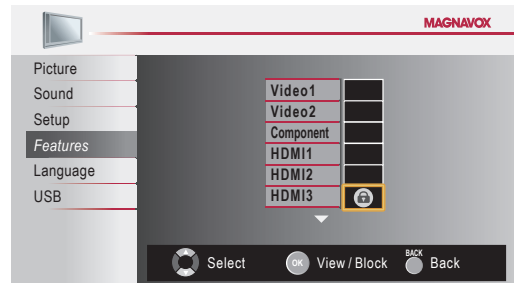 MAGNAVOX
Picture
Sound
Setup
Features
Language
USB
Video1
Video2
Component
HDMI1
HDMI2
HDMI3
Select
OK View / Block
BACK Back